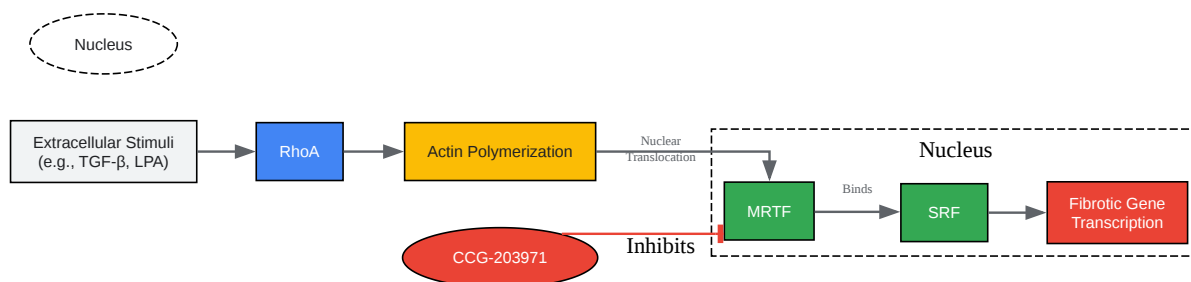 Nucleus
Extracellular Stimuli
(e.g., TGF-β, LPA)
RhoA
Actin Polymerization
Nuclear
Translocation
Nucleus
MRTF
Binds
SRF
Fibrotic Gene
Transcription
CCG-203971
Inhibits